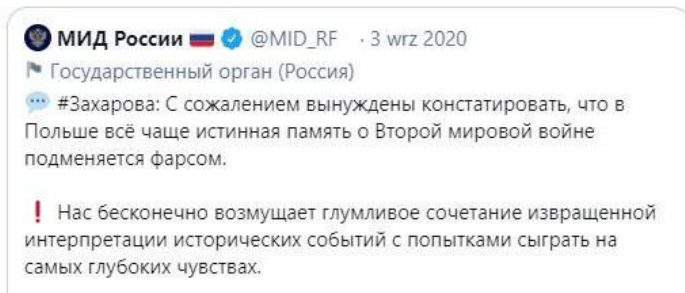 МИД России 🇷🇺 @MID_RF · 3 wrz 2020
Государственный орган (Россия)
💬 #Захарова: С сожалением вынуждены констатировать, что в
Польше всё чаще истинная память о Второй мировой войне
подменяется фарсом.
❗ Нас бесконечно возмущает глумливое сочетание извращенной
интерпретации исторических событий с попытками сыграть на
самых глубоких чувствах.